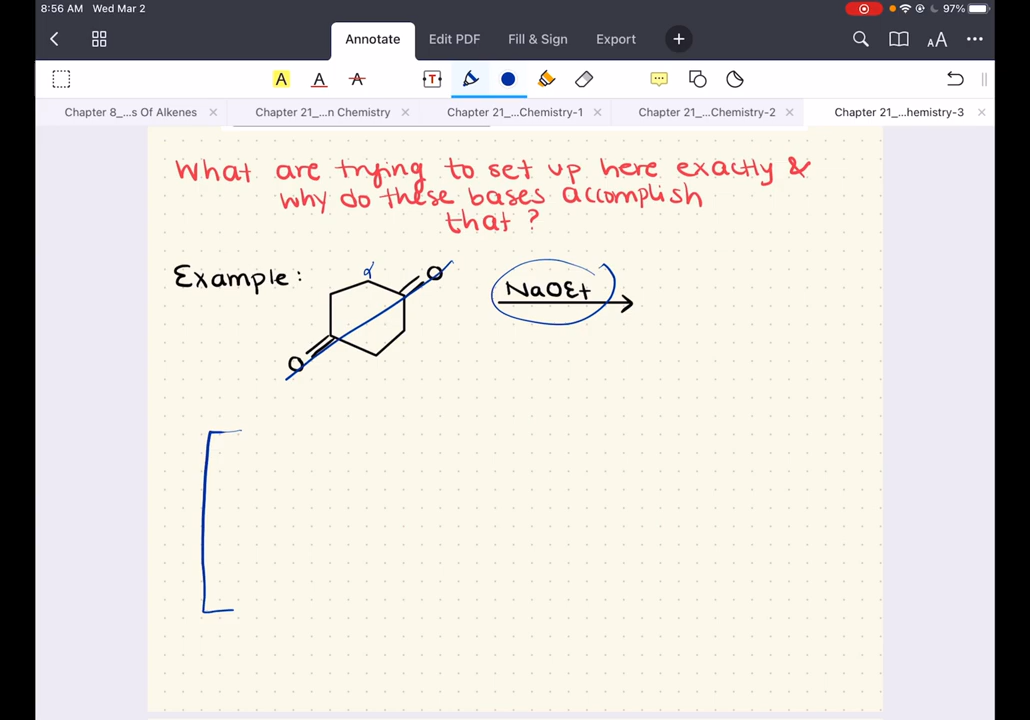 8:56 AM Wed Mar 2
97%
Annotate
Edit PDF
Fill & Sign
Export
AA
A A A T
Chapter 8_...s Of Alkenes
Chapter 21_...n Chemistry
Chapter 21_...Chemistry-1
Chapter 21_...Chemistry-2
Chapter 21_...hemistry-3
What are trying to set up here exactly &
why do these bases accomplish
that ?
Example:
α
O
NaOEt
O